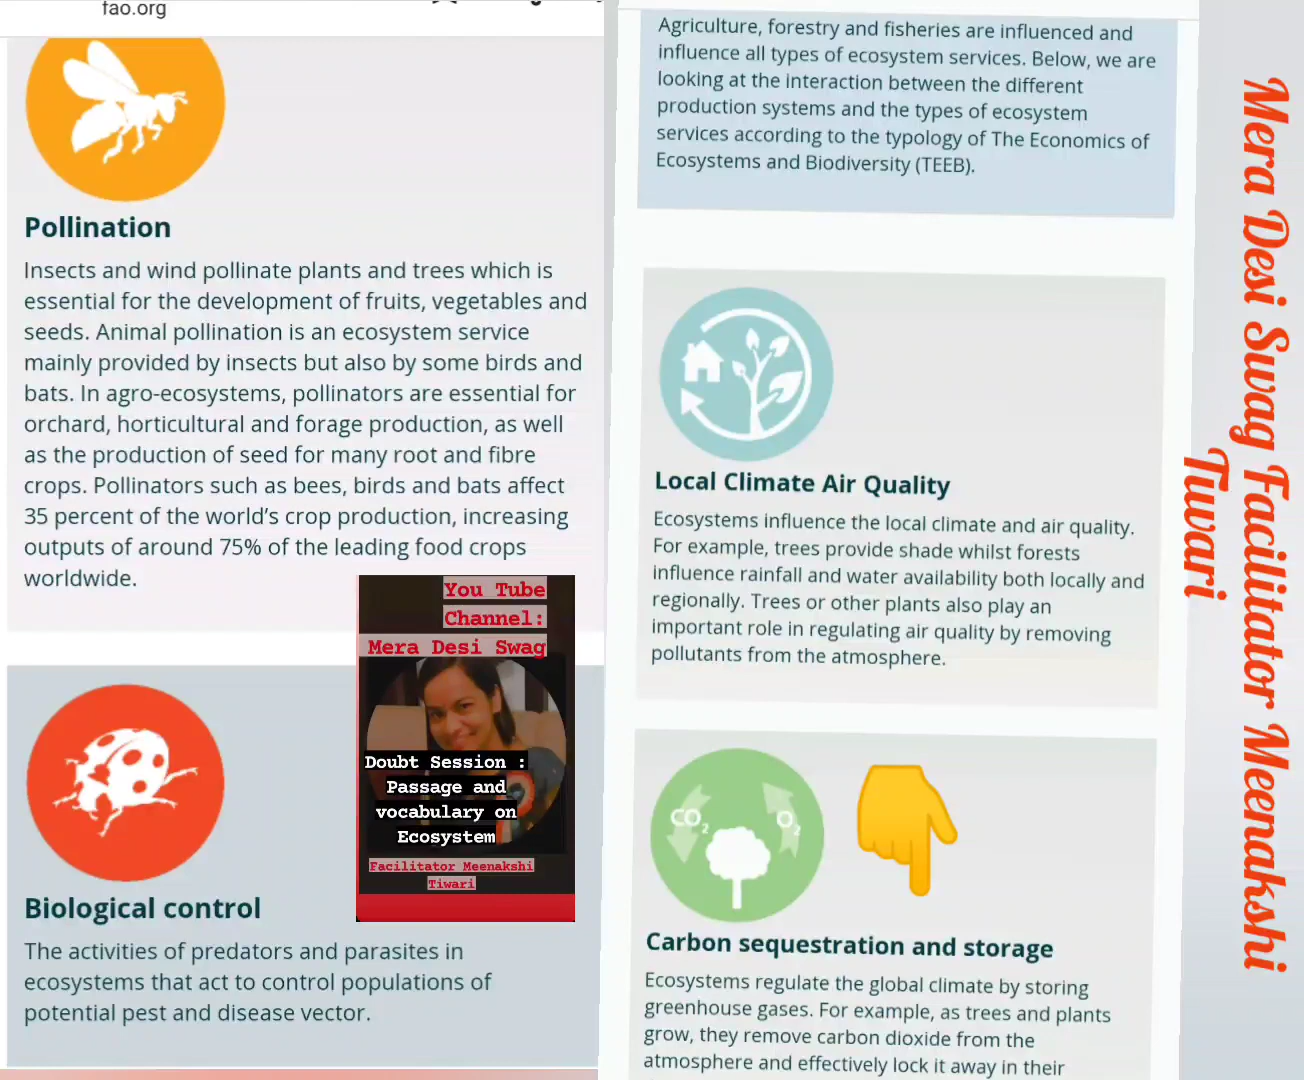 fao.org
Pollination
Insects and wind pollinate plants and trees which is
essential for the development of fruits, vegetables and
seeds. Animal pollination is an ecosystem service
mainly provided by insects but also by some birds and
bats. In agro-ecosystems, pollinators are essential for
orchard, horticultural and forage production, as well
as the production of seed for many root and fibre
crops. Pollinators such as bees, birds and bats affect
35 percent of the world’s crop production, increasing
outputs of around 75% of the leading food crops
worldwide.
You Tube
Channel:
Mera Desi Swag
Doubt Session :
Passage and
vocabulary on
Ecosystem
Facilitator Meenakshi
Tiwari
Biological control
The activities of predators and parasites in
ecosystems that act to control populations of
potential pest and disease vector.
Agriculture, forestry and fisheries are influenced and
influence all types of ecosystem services. Below, we are
looking at the interaction between the different
production systems and the types of ecosystem
services according to the typology of The Economics of
Ecosystems and Biodiversity (TEEB).
Local Climate Air Quality
Ecosystems influence the local climate and air quality.
For example, trees provide shade whilst forests
influence rainfall and water availability both locally and
regionally. Trees or other plants also play an
important role in regulating air quality by removing
pollutants from the atmosphere.
CO2 O2
Carbon sequestration and storage
Ecosystems regulate the global climate by storing
greenhouse gases. For example, as trees and plants
grow, they remove carbon dioxide from the
atmosphere and effectively lock it away in their
Mera Desi Swag Facilitator Meenakshi
Tiwari